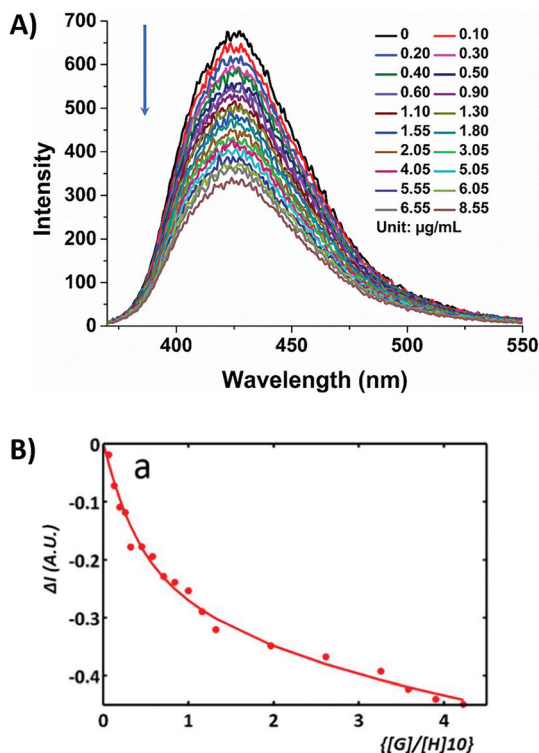 A)
700
600
500
400
300
200
100
0
Intensity
0 0.10
0.20 0.30
0.40 0.50
0.60 0.90
1.10 1.30
1.55 1.80
2.05 3.05
4.05 5.05
5.55 6.05
6.55 8.55
Unit: µg/mL
400 450 500 550
Wavelength (nm)
B)
a
0
-0.1
-0.2
-0.3
-0.4
ΔI (A.U.)
0 1 2 3 4
{[G]/[H]10}